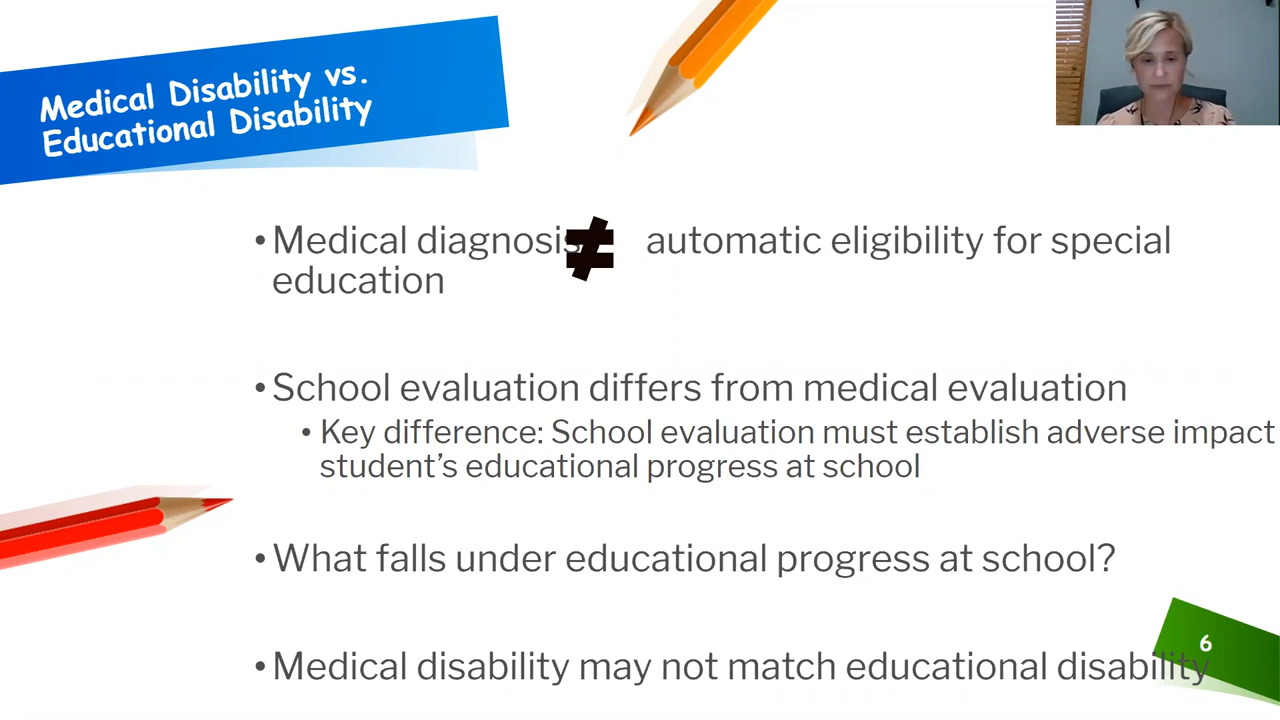 Medical Disability vs.
Educational Disability
• Medical diagnosis ≠ automatic eligibility for special
education
• School evaluation differs from medical evaluation
• Key difference: School evaluation must establish adverse impact
student’s educational progress at school
• What falls under educational progress at school?
• Medical disability may not match educational disability
6